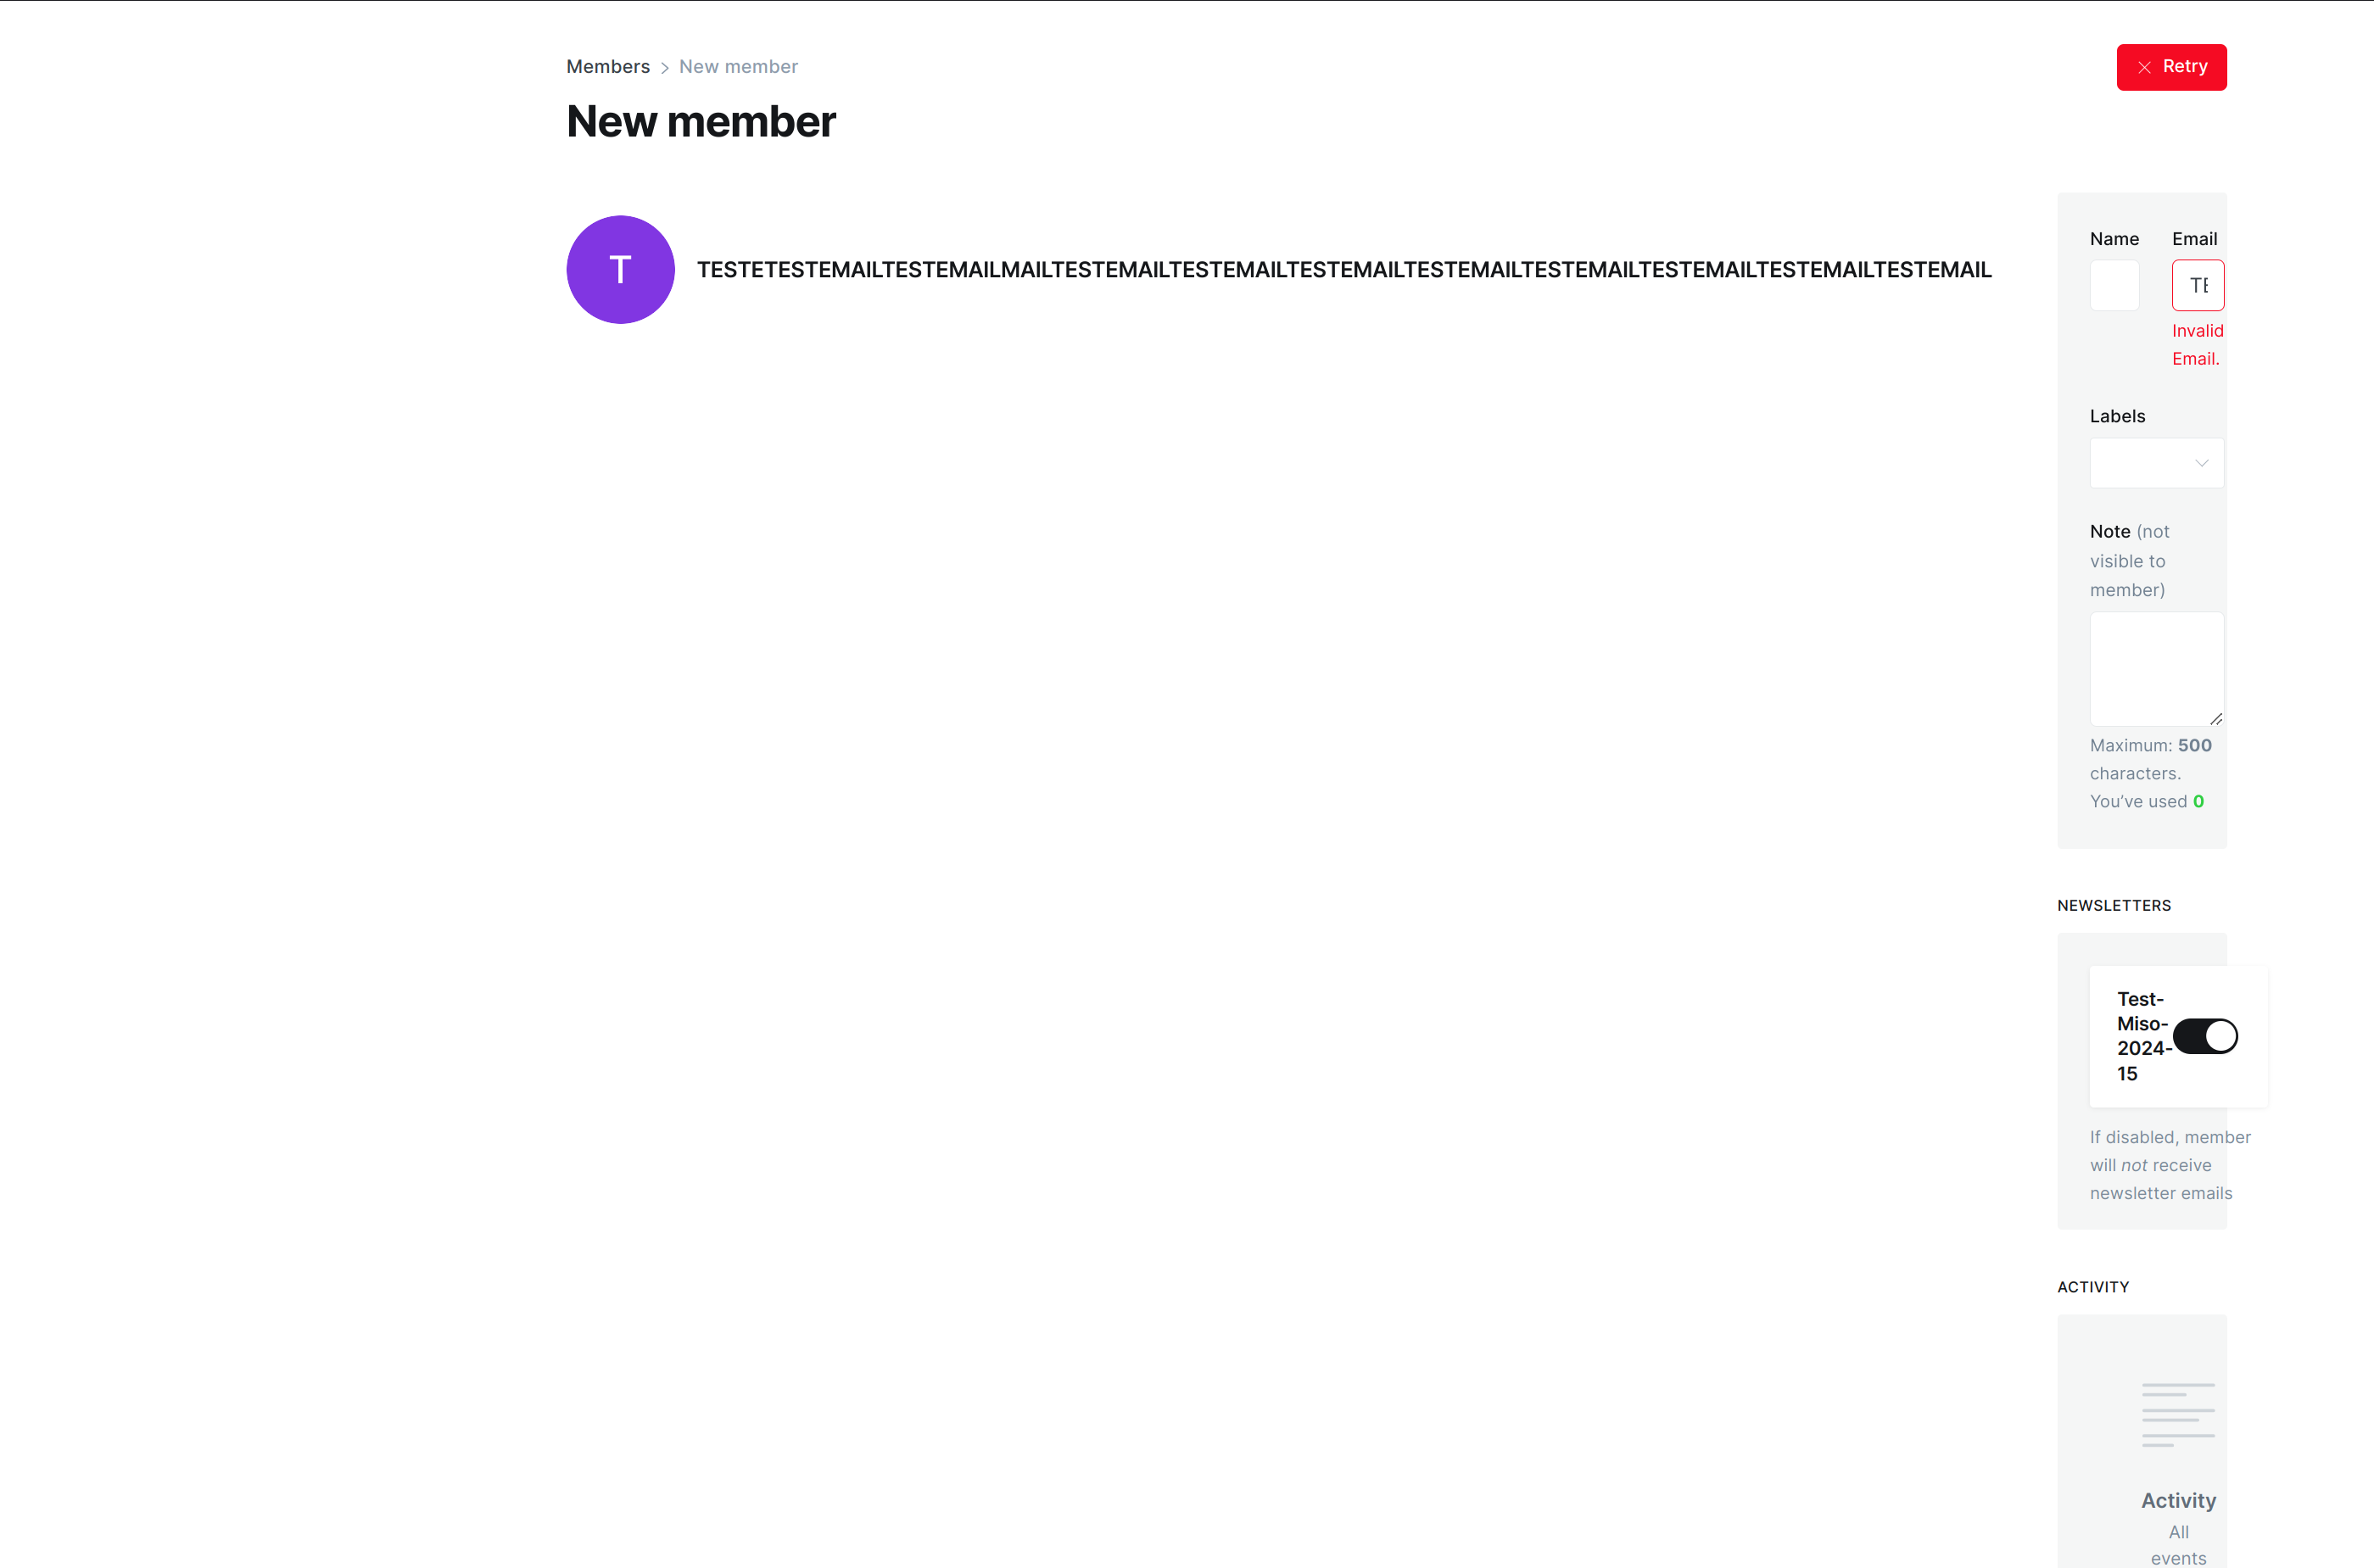 Members > New member
Retry
New member
T
TESTETESTEMAILTESTEMAILMAILTESTEMAILTESTEMAILTESTEMAILTESTEMAILTESTEMAILTESTEMAILTESTEMAILTESTEMAIL
Name
Email
TE
Invalid
Email.
Labels
Note (not
visible to
member)
Maximum: 500
characters.
You’ve used 0
NEWSLETTERS
Test-
Miso-
2024-
15
If disabled, member
will not receive
newsletter emails
ACTIVITY
Activity
All
events